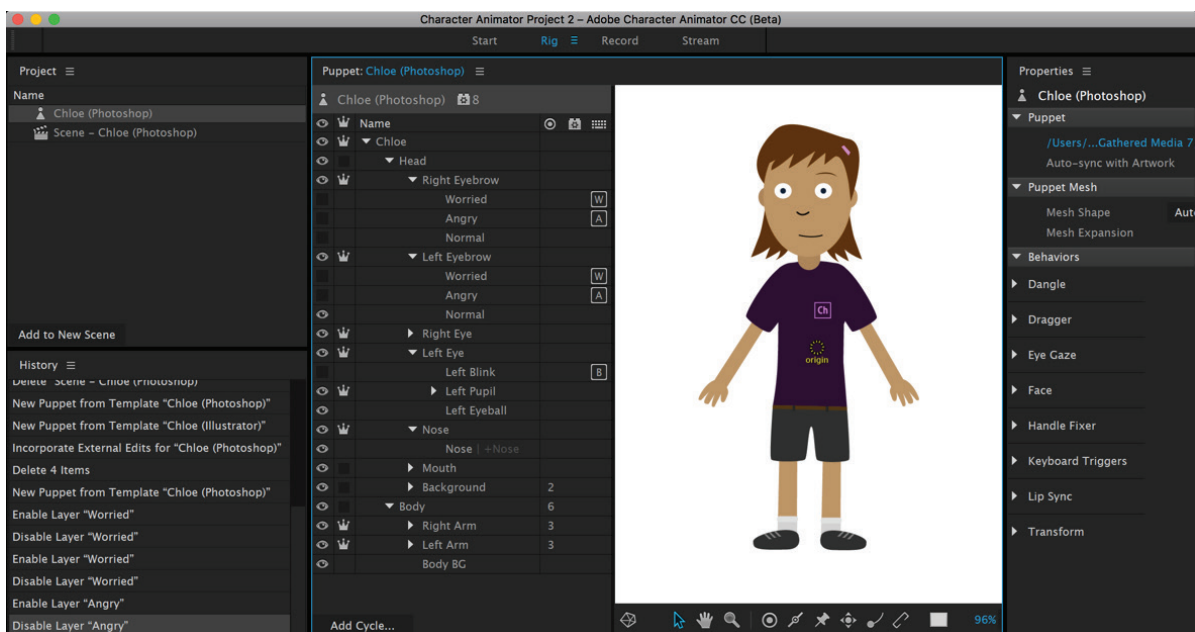 Character Animator Project 2 – Adobe Character Animator CC (Beta)
Start Rig Record Stream
Project
Name
Chloe (Photoshop)
Scene – Chloe (Photoshop)
Add to New Scene
History
Delete "Scene – Chloe (Photoshop)
New Puppet from Template “Chloe (Photoshop)”
New Puppet from Template “Chloe (Illustrator)”
Incorporate External Edits for “Chloe (Photoshop)”
Delete 4 Items
New Puppet from Template “Chloe (Photoshop)”
Enable Layer “Worried”
Disable Layer “Worried”
Enable Layer “Worried”
Disable Layer “Worried”
Enable Layer “Angry”
Disable Layer “Angry”
Puppet: Chloe (Photoshop)
Chloe (Photoshop) 8
Name
Chloe
Head
Right Eyebrow
Worried W
Angry A
Normal
Left Eyebrow
Worried W
Angry A
Normal
Right Eye
Left Eye
Left Blink B
Left Pupil
Left Eyeball
Nose
Nose | +Nose
Mouth
Background 2
Body 6
Right Arm 3
Left Arm 3
Body BG
Add Cycle...
Ch
origin
96%
Properties
Chloe (Photoshop)
Puppet
/Users/...Gathered Media 7
Auto-sync with Artwork
Puppet Mesh
Mesh Shape Aut
Mesh Expansion
Behaviors
Dangle
Dragger
Eye Gaze
Face
Handle Fixer
Keyboard Triggers
Lip Sync
Transform